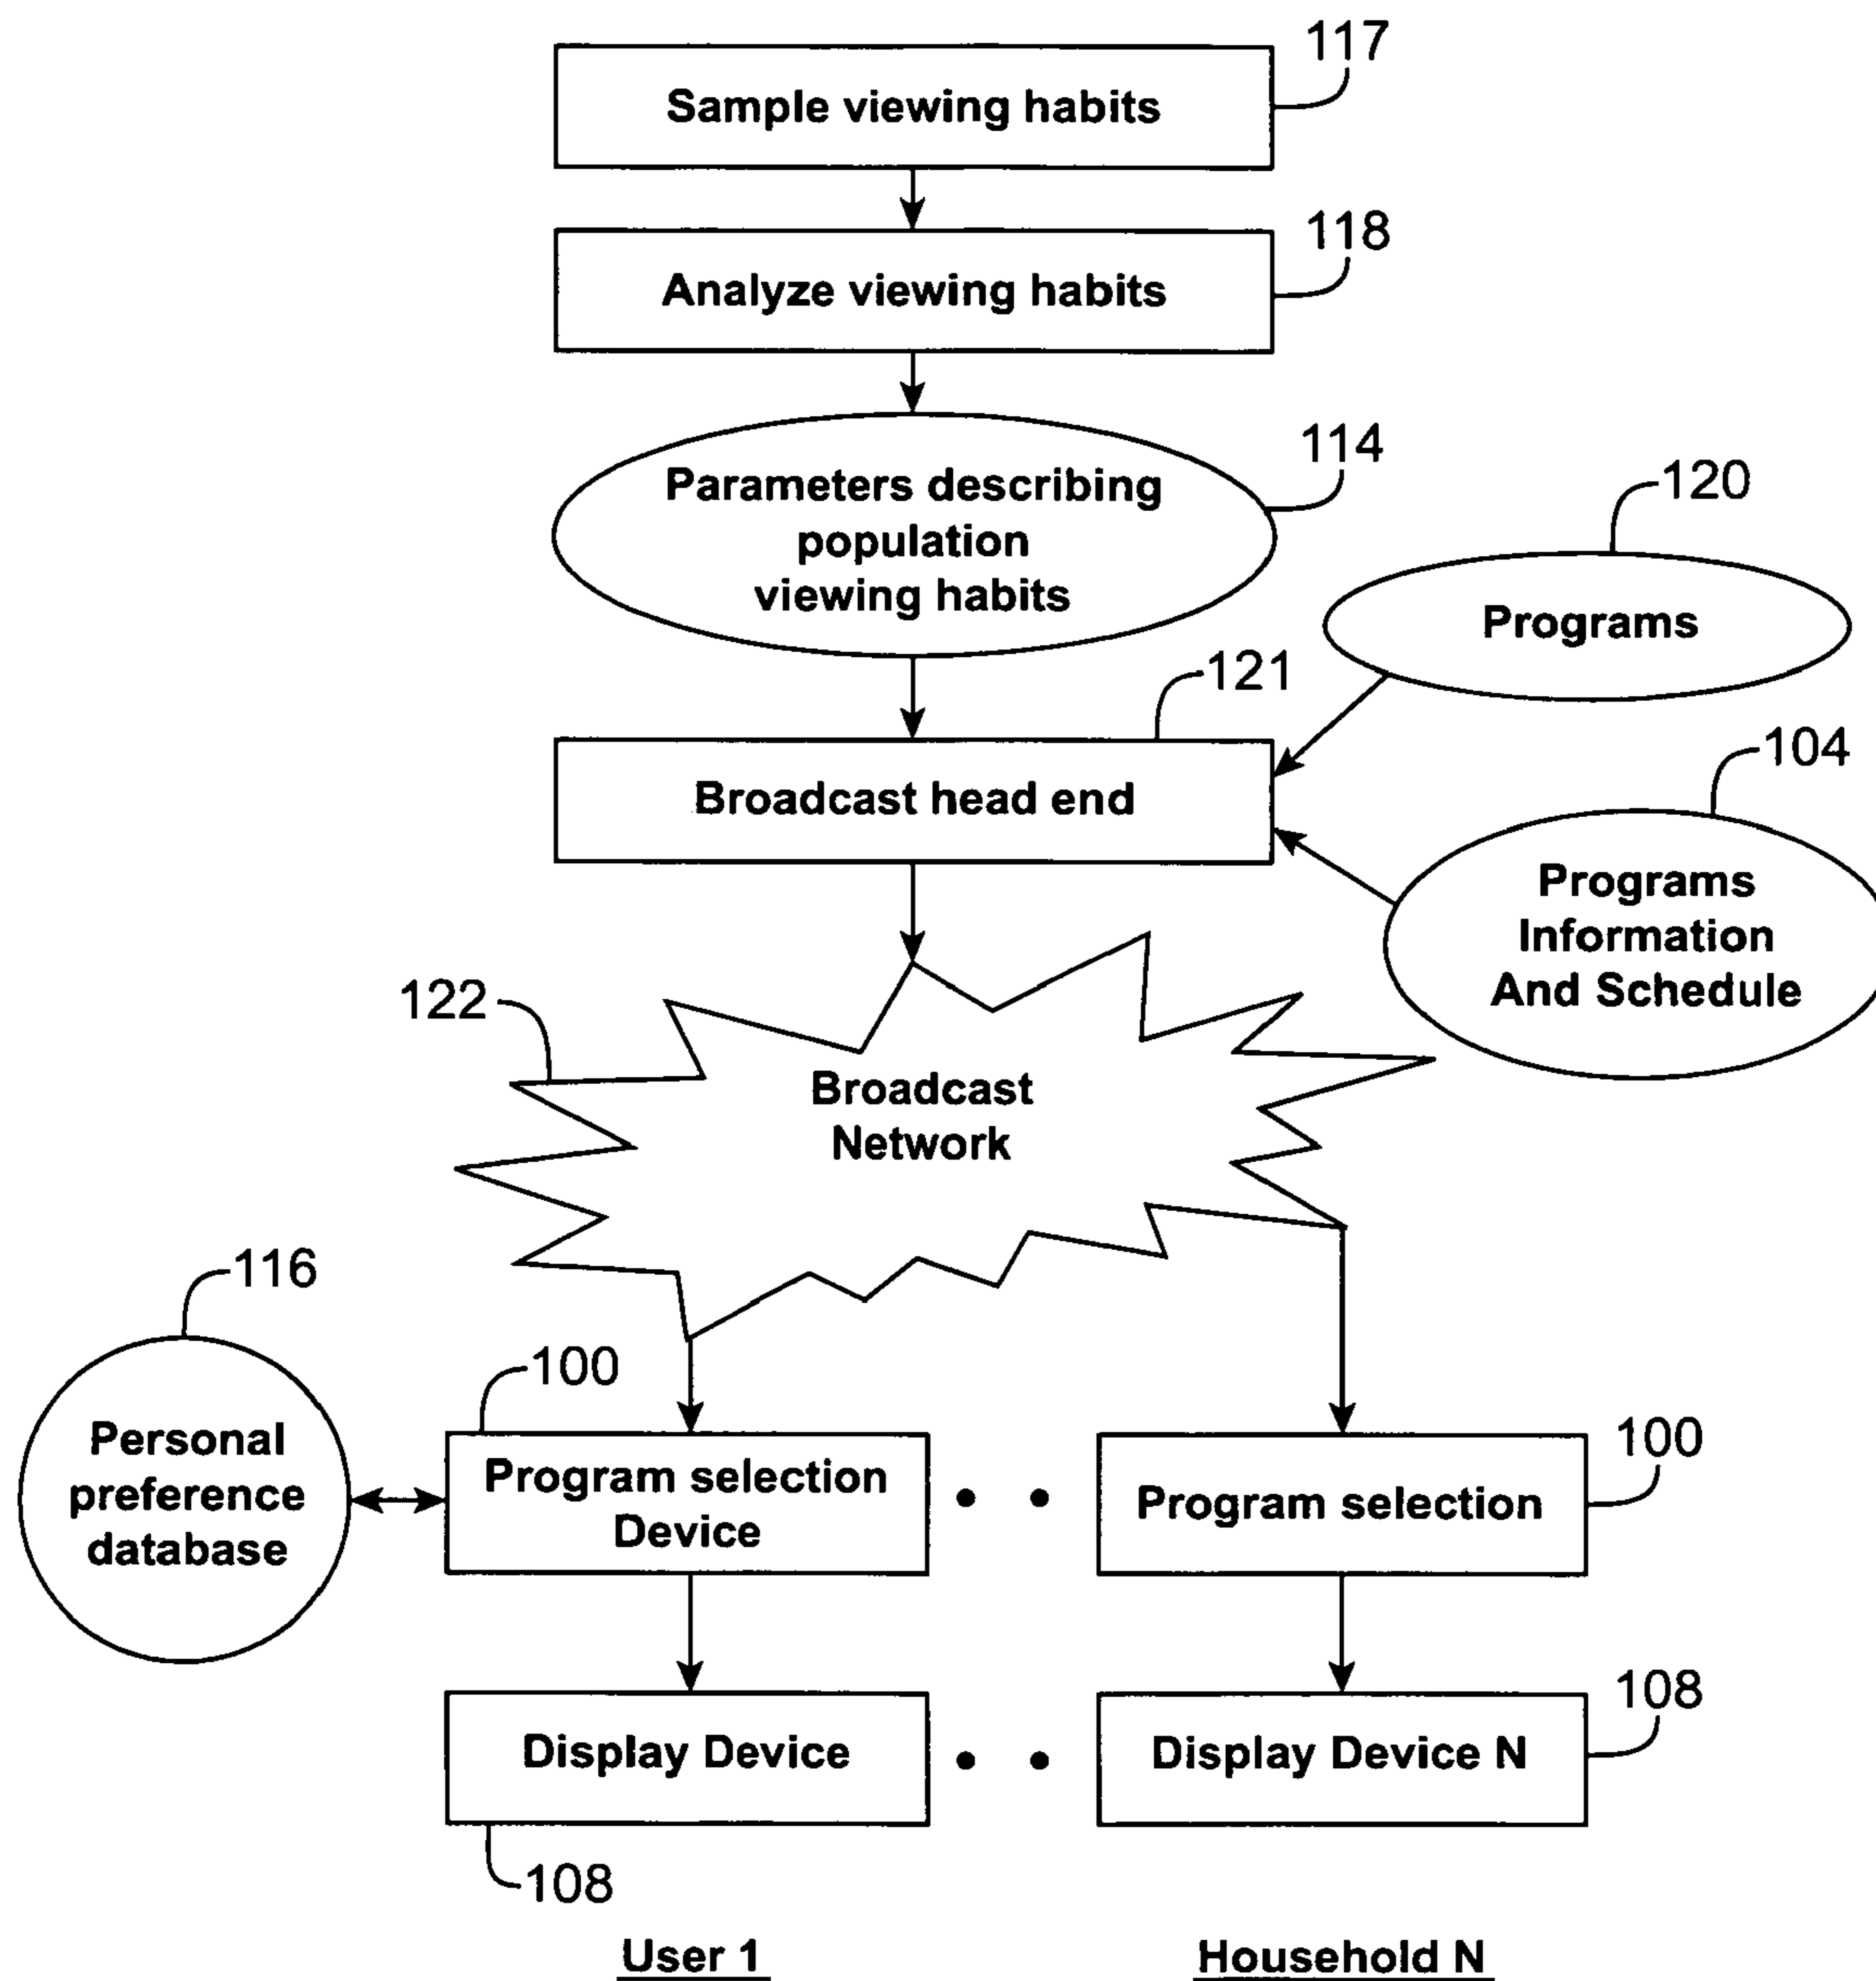 117
Sample viewing habits
118
Analyze viewing habits
114
Parameters describing
population
viewing habits
120
Programs
121
Broadcast head end
104
Programs
Information
And Schedule
122
Broadcast
Network
116
Personal
preference
database
100
Program selection
Device
100
Program selection
Display Device
108
Display Device N
108
User 1
Household N